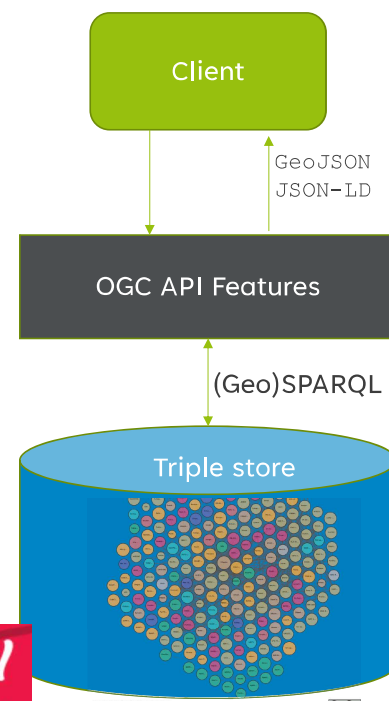 Client
GeoJSON
JSON-LD
OGC API Features
(Geo)SPARQL
Triple store